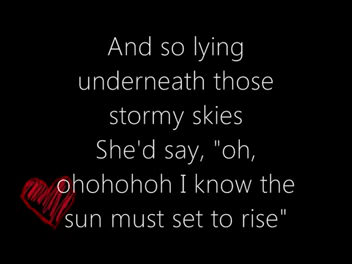 And so lying
underneath those
stormy skies
She'd say, "oh,
ohohohoh I know the
sun must set to rise"